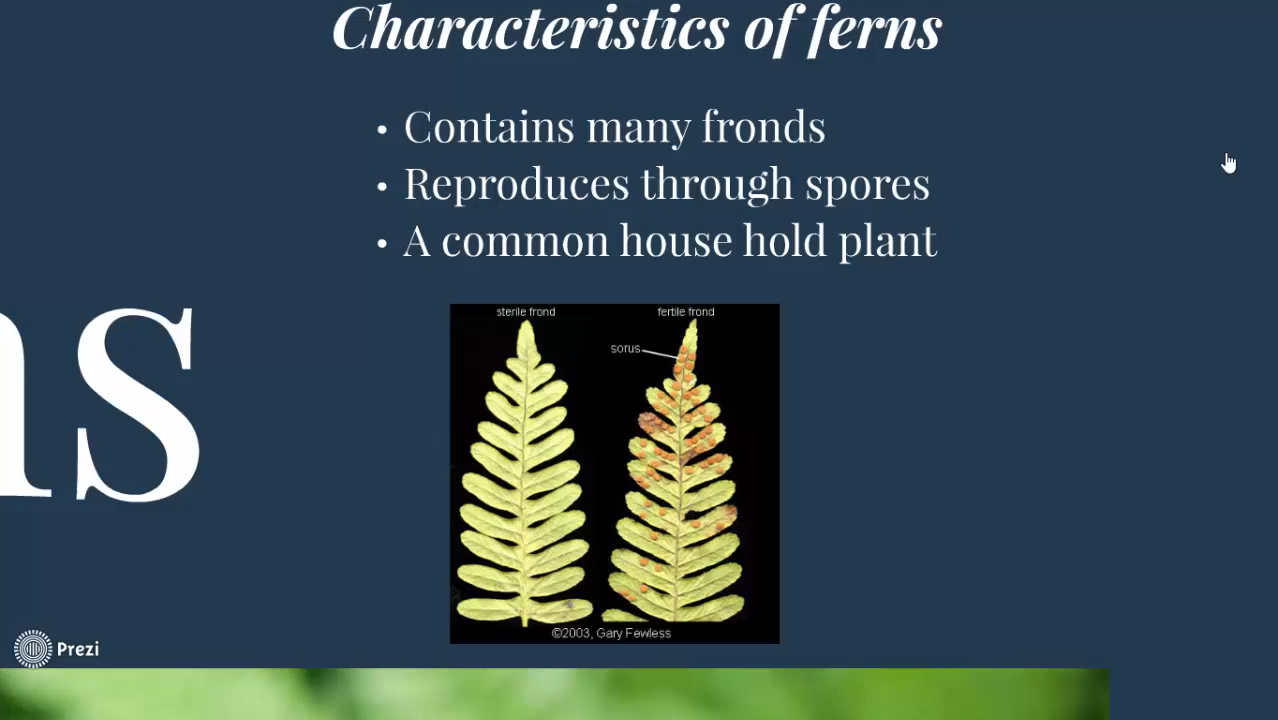 Characteristics of ferns
• Contains many fronds
• Reproduces through spores
• A common house hold plant
sterile frond
fertile frond
sorus
©2003, Gary Fewless
Prezi